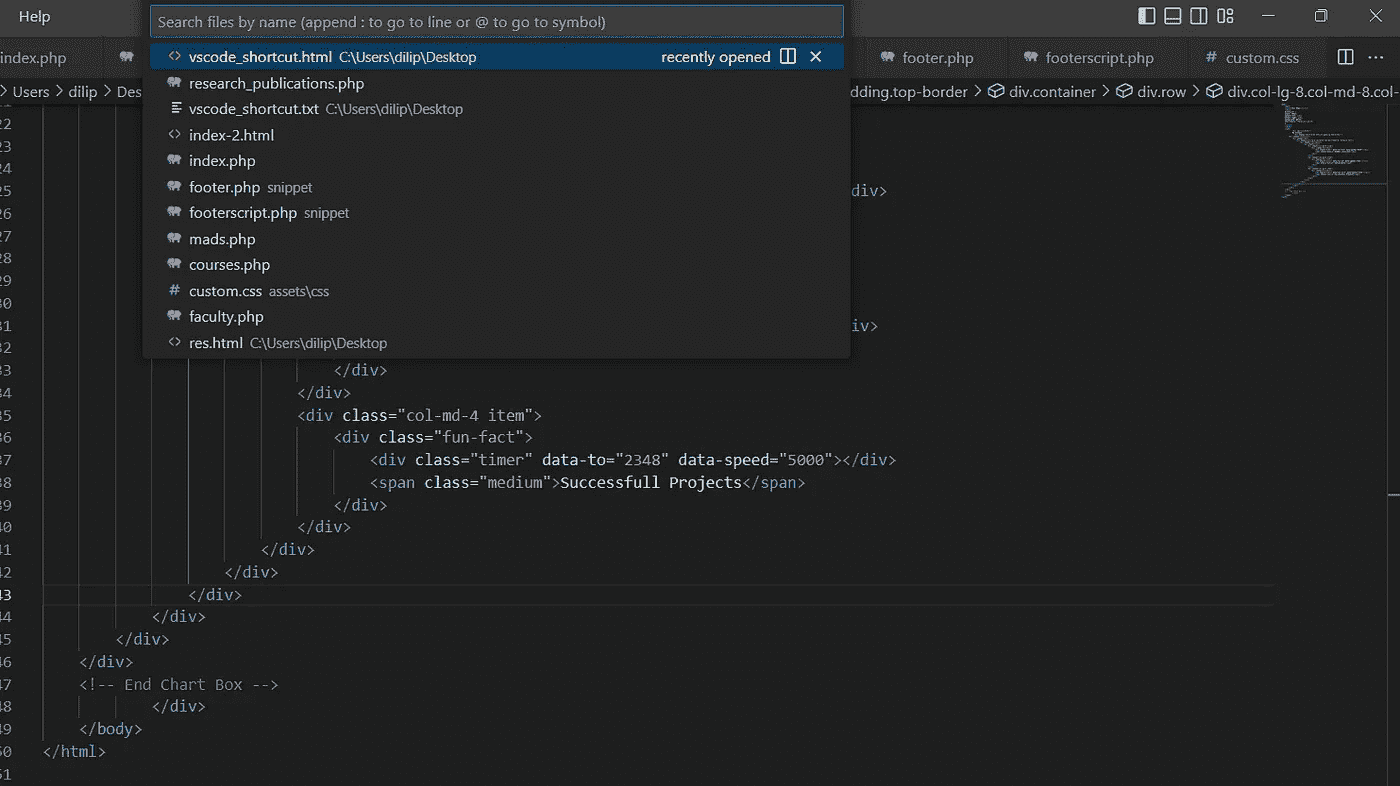 Help
Search files by name (append : to go to line or @ to go to symbol)
index.php footer.php footerscript.php # custom.css ...
Users > dilip > Des dding.top-border > div.container > div.row > div.col-lg-8.col-md-8.col-
<> vscode_shortcut.html C:\Users\dilip\Desktop recently opened
research_publications.php
vscode_shortcut.txt C:\Users\dilip\Desktop
<> index-2.html
index.php
footer.php snippet
footerscript.php snippet
mads.php
courses.php
# custom.css assets\css
faculty.php
<> res.html C:\Users\dilip\Desktop
22
23
24
25 div>
26
27
28
29
30
31 iv>
32
33 </div>
34 </div>
35 <div class="col-md-4 item">
36 <div class="fun-fact">
37 <div class="timer" data-to="2348" data-speed="5000"></div>
38 <span class="medium">Successfull Projects</span>
39 </div>
40 </div>
41 </div>
42 </div>
43 </div>
44 </div>
45 </div>
46 </div>
47 <!-- End Chart Box -->
48 </div>
49 </body>
50 </html>
51